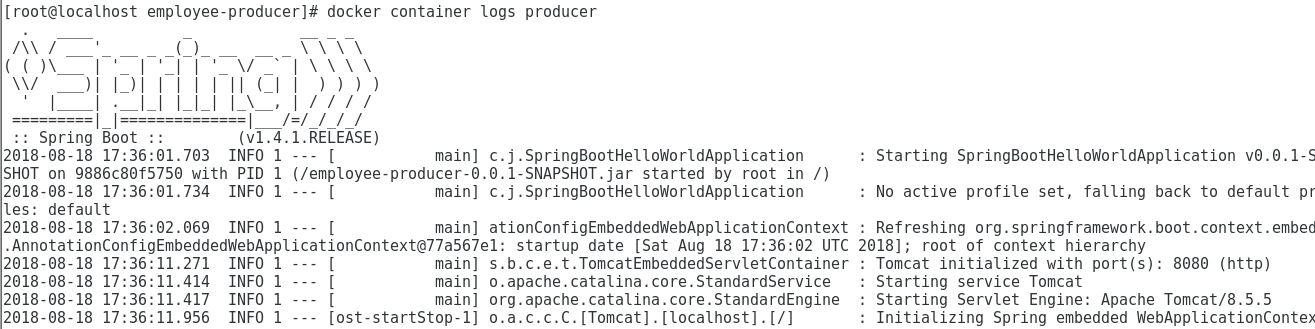 [root@localhost employee-producer]# docker container logs producer
  .   ____          _            __ _ _
 /\\ / ___'_ __ _ _(_)_ __  __ _ \ \ \ \
( ( )\___ | '_ | '_| | '_ \/ _` | \ \ \ \
 \\/  ___)| |_)| | | | | || (_| |  ) ) ) )
  '  |____| .__|_| |_|_| |_\__, | / / / /
 =========|_|==============|___/=/_/_/_/
 :: Spring Boot ::        (v1.4.1.RELEASE)
2018-08-18 17:36:01.703  INFO 1 --- [           main] c.j.SpringBootHelloWorldApplication      : Starting SpringBootHelloWorldApplication v0.0.1-S
SHOT on 9886c80f5750 with PID 1 (/employee-producer-0.0.1-SNAPSHOT.jar started by root in /)
2018-08-18 17:36:01.734  INFO 1 --- [           main] c.j.SpringBootHelloWorldApplication      : No active profile set, falling back to default pr
les: default
2018-08-18 17:36:02.069  INFO 1 --- [           main] ationConfigEmbeddedWebApplicationContext : Refreshing org.springframework.boot.context.embed
.AnnotationConfigEmbeddedWebApplicationContext@77a567e1: startup date [Sat Aug 18 17:36:02 UTC 2018]; root of context hierarchy
2018-08-18 17:36:11.271  INFO 1 --- [           main] s.b.c.e.t.TomcatEmbeddedServletContainer : Tomcat initialized with port(s): 8080 (http)
2018-08-18 17:36:11.414  INFO 1 --- [           main] o.apache.catalina.core.StandardService   : Starting service Tomcat
2018-08-18 17:36:11.417  INFO 1 --- [           main] org.apache.catalina.core.StandardEngine  : Starting Servlet Engine: Apache Tomcat/8.5.5
2018-08-18 17:36:11.956  INFO 1 --- [ost-startStop-1] o.a.c.c.C.[Tomcat].[localhost].[/]       : Initializing Spring embedded WebApplicationContex